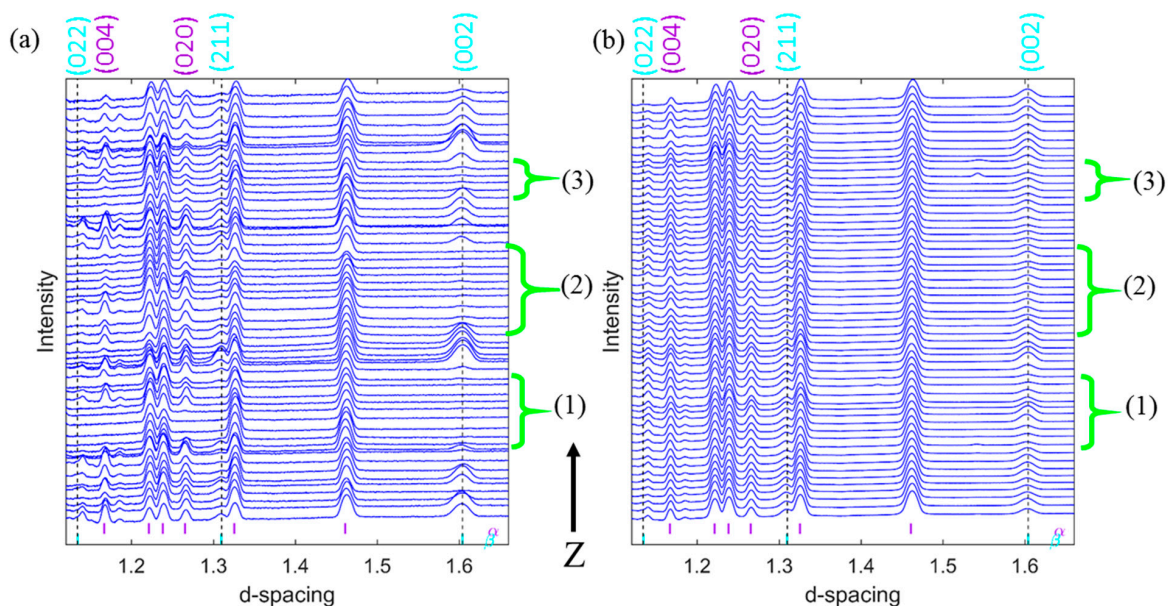 (a)
(022)
(004)
(020)
(211)
(002)
Intensity
(3)
(2)
(1)
Z
α
β
1.2
1.3
1.4
1.5
1.6
d-spacing
(b)
(022)
(004)
(020)
(211)
(002)
Intensity
(3)
(2)
(1)
α
β
1.2
1.3
1.4
1.5
1.6
d-spacing